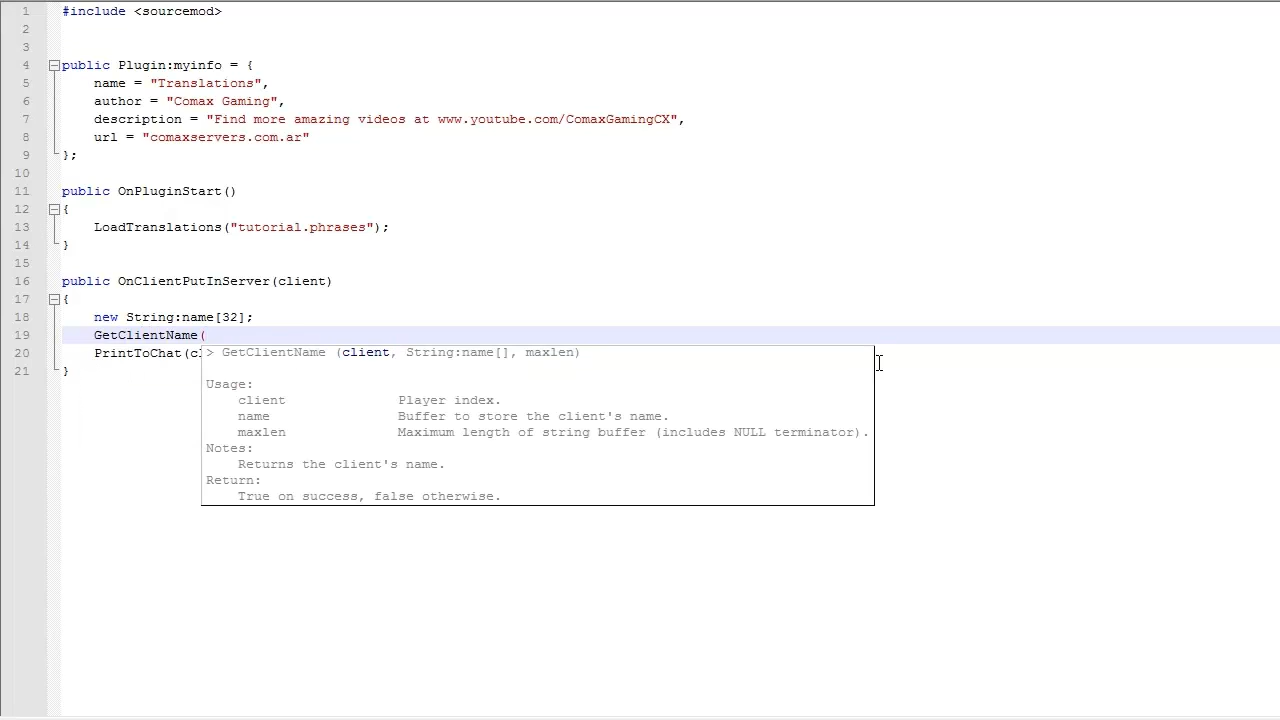 1 #include <sourcemod>
2
3
4 public Plugin:myinfo = {
5 name = "Translations",
6 author = "Comax Gaming",
7 description = "Find more amazing videos at www.youtube.com/ComaxGamingCX",
8 url = "comaxservers.com.ar"
9 };
10
11 public OnPluginStart()
12 {
13 LoadTranslations("tutorial.phrases");
14 }
15
16 public OnClientPutInServer(client)
17 {
18 new String:name[32];
19 GetClientName(
20 PrintToChat(cl
> GetClientName (client, String:name[], maxlen)
21 }
Usage:
client Player index.
name Buffer to store the client's name.
maxlen Maximum length of string buffer (includes NULL terminator).
Notes:
Returns the client's name.
Return:
True on success, false otherwise.